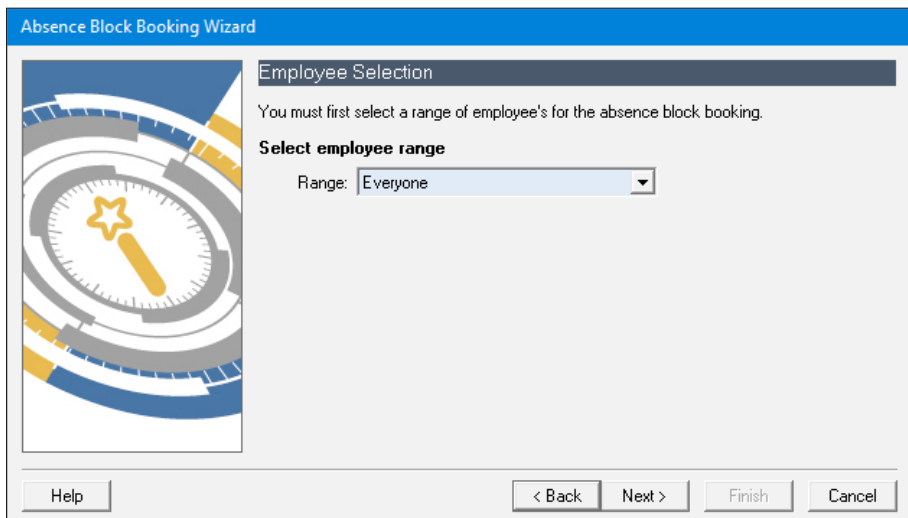 Absence Block Booking Wizard
Employee Selection
You must first select a range of employee's for the absence block booking.
Select employee range
Range: Everyone
Help < Back Next > Finish Cancel